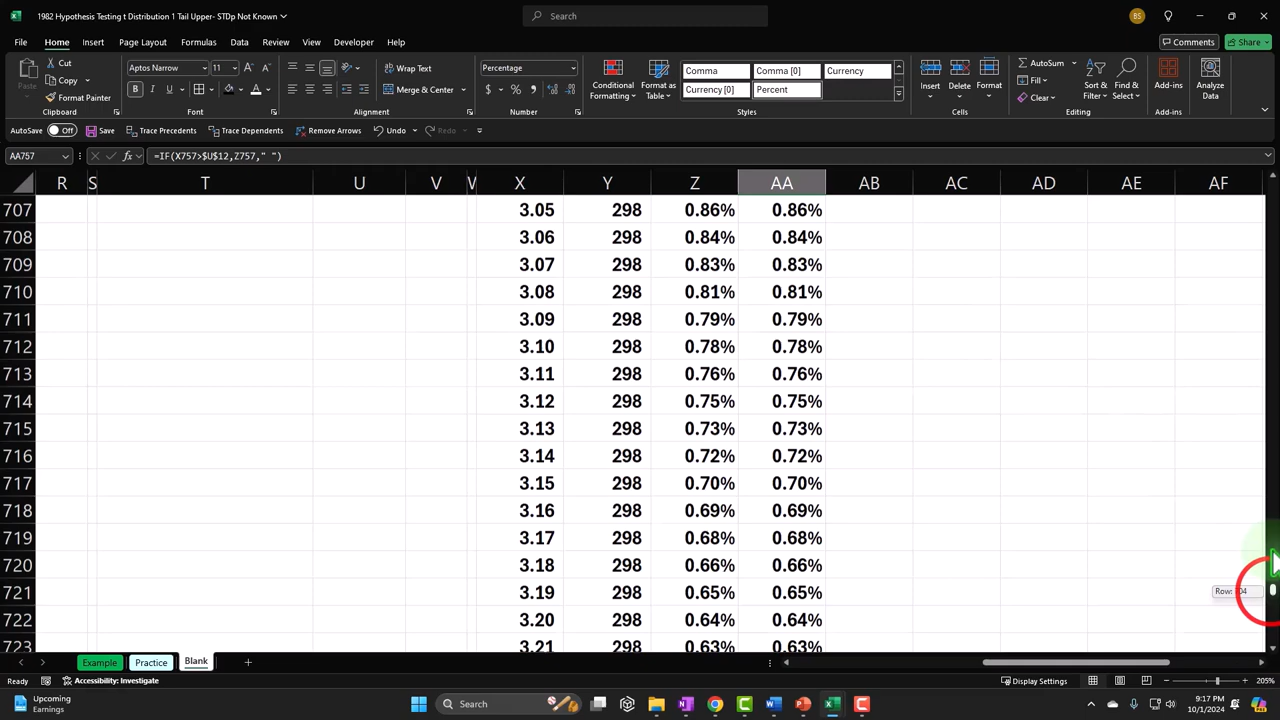 1982 Hypothesis Testing t Distribution 1 Tail Upper- STDp Not Known
Search
BS
File Home Insert Page Layout Formulas Data Review View Developer Help
Comments Share
Paste Cut Copy Format Painter Clipboard
Aptos Narrow 11 A A B I U A Font
Wrap Text Merge & Center Alignment
Percentage $ % Number
Conditional Formatting Format as Table
Comma Comma [0] Currency
Currency [0] Percent
Styles
Insert Delete Format Cells
AutoSum Fill Clear Sort & Filter Find & Select Editing
Add-ins Add-ins
Analyze Data
AutoSave Off Save Trace Precedents Trace Dependents Remove Arrows Undo Redo
AA757 fx =IF(X757>$U$12,Z757," ")
R S T U V W X Y Z AA AB AC AD AE AF
707 3.05 298 0.86% 0.86%
708 3.06 298 0.84% 0.84%
709 3.07 298 0.83% 0.83%
710 3.08 298 0.81% 0.81%
711 3.09 298 0.79% 0.79%
712 3.10 298 0.78% 0.78%
713 3.11 298 0.76% 0.76%
714 3.12 298 0.75% 0.75%
715 3.13 298 0.73% 0.73%
716 3.14 298 0.72% 0.72%
717 3.15 298 0.70% 0.70%
718 3.16 298 0.69% 0.69%
719 3.17 298 0.68% 0.68%
720 3.18 298 0.66% 0.66%
721 3.19 298 0.65% 0.65%
722 3.20 298 0.64% 0.64%
723 3.21 298 0.63% 0.63%
Example Practice Blank
Ready Accessibility: Investigate Display Settings 205%
Upcoming Earnings
Search
9:17 PM
10/1/2024